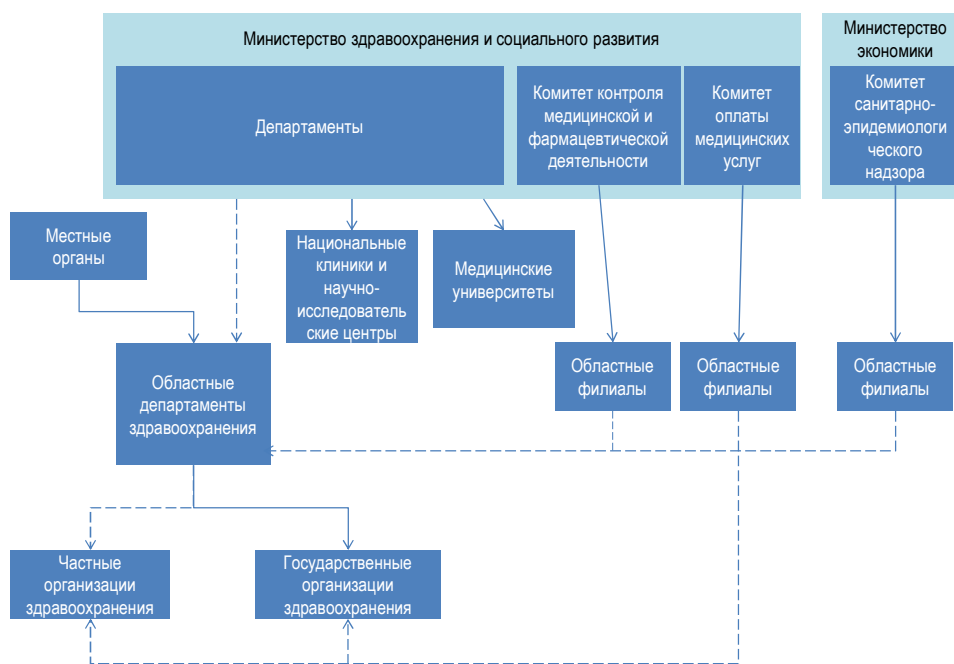 Министерство здравоохранения и социального развития
Министерство
экономики
Департаменты
Комитет контроля
медицинской и
фармацевтической
деятельности
Комитет
оплаты
медицинских
услуг
Комитет
санитарно-
эпидемиологи
ческого
надзора
Местные
органы
Национальные
клиники и
научно-
исследователь
ские центры
Медицинские
университеты
Областные
департаменты
здравоохранения
Областные
филиалы
Областные
филиалы
Областные
филиалы
Частные
организации
здравоохранения
Государственные
организации
здравоохранения